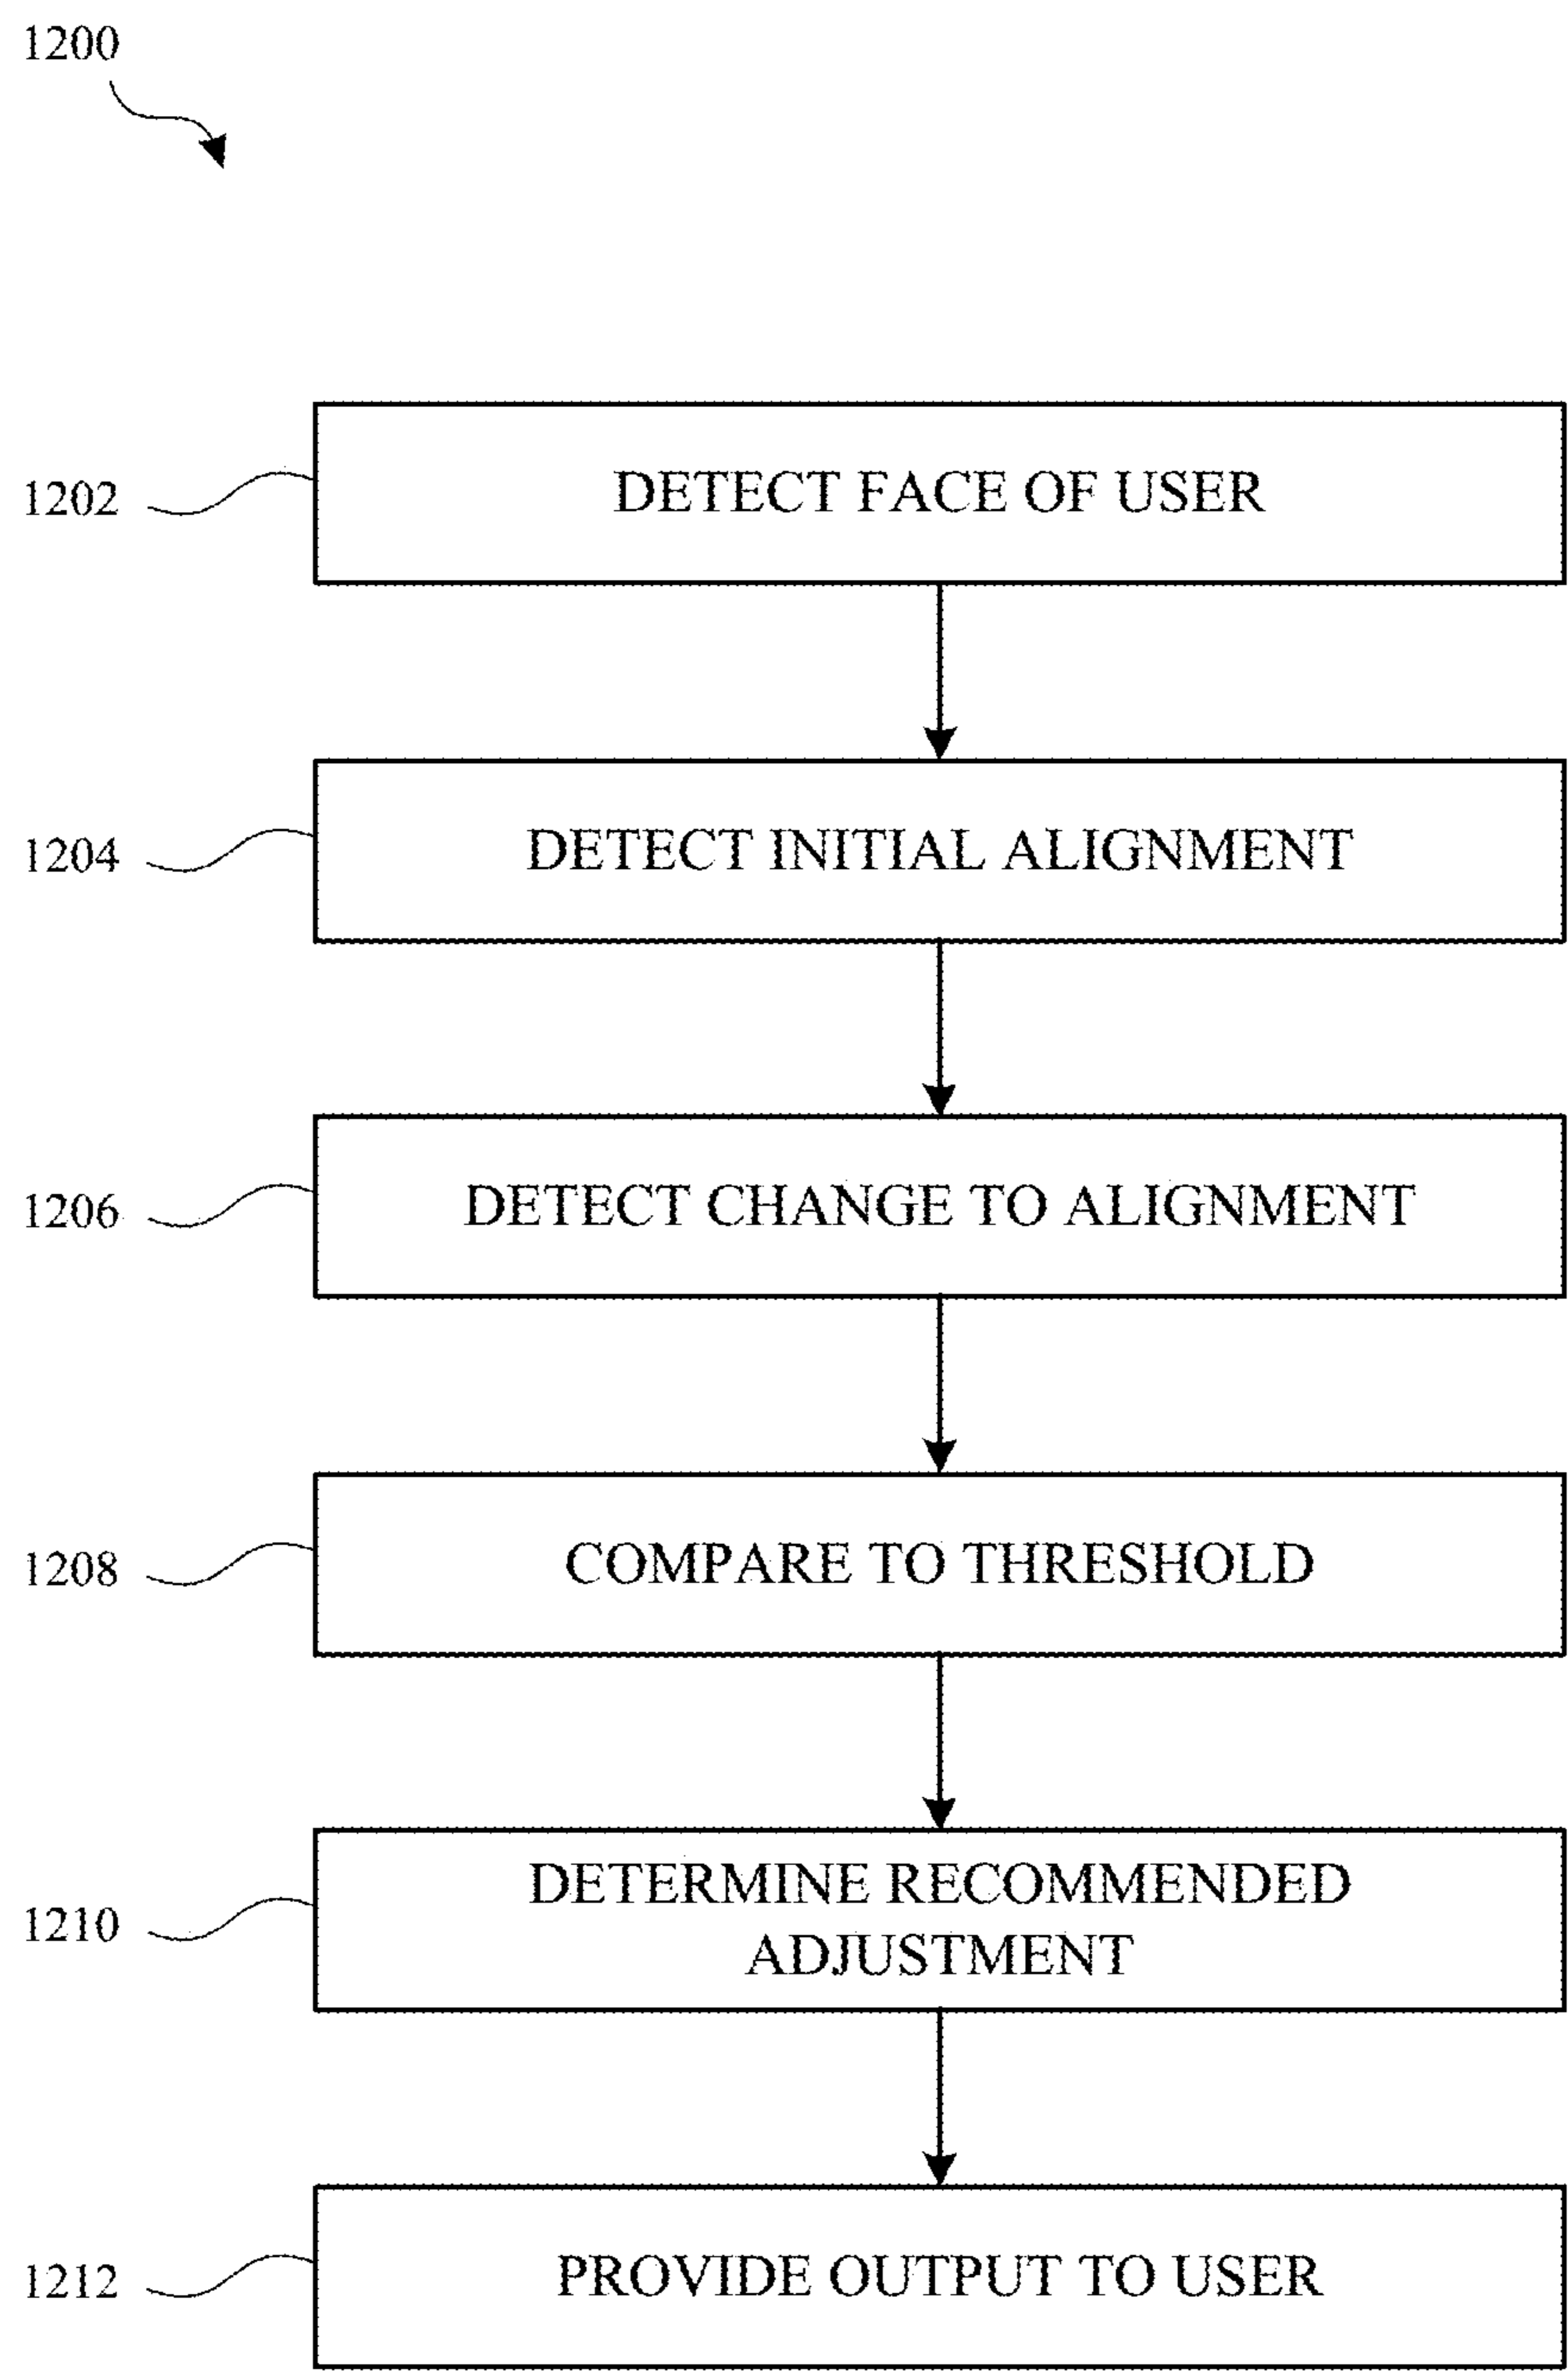 1200
1202 DETECT FACE OF USER
1204 DETECT INITIAL ALIGNMENT
1206 DETECT CHANGE TO ALIGNMENT
1208 COMPARE TO THRESHOLD
1210 DETERMINE RECOMMENDED
ADJUSTMENT
1212 PROVIDE OUTPUT TO USER